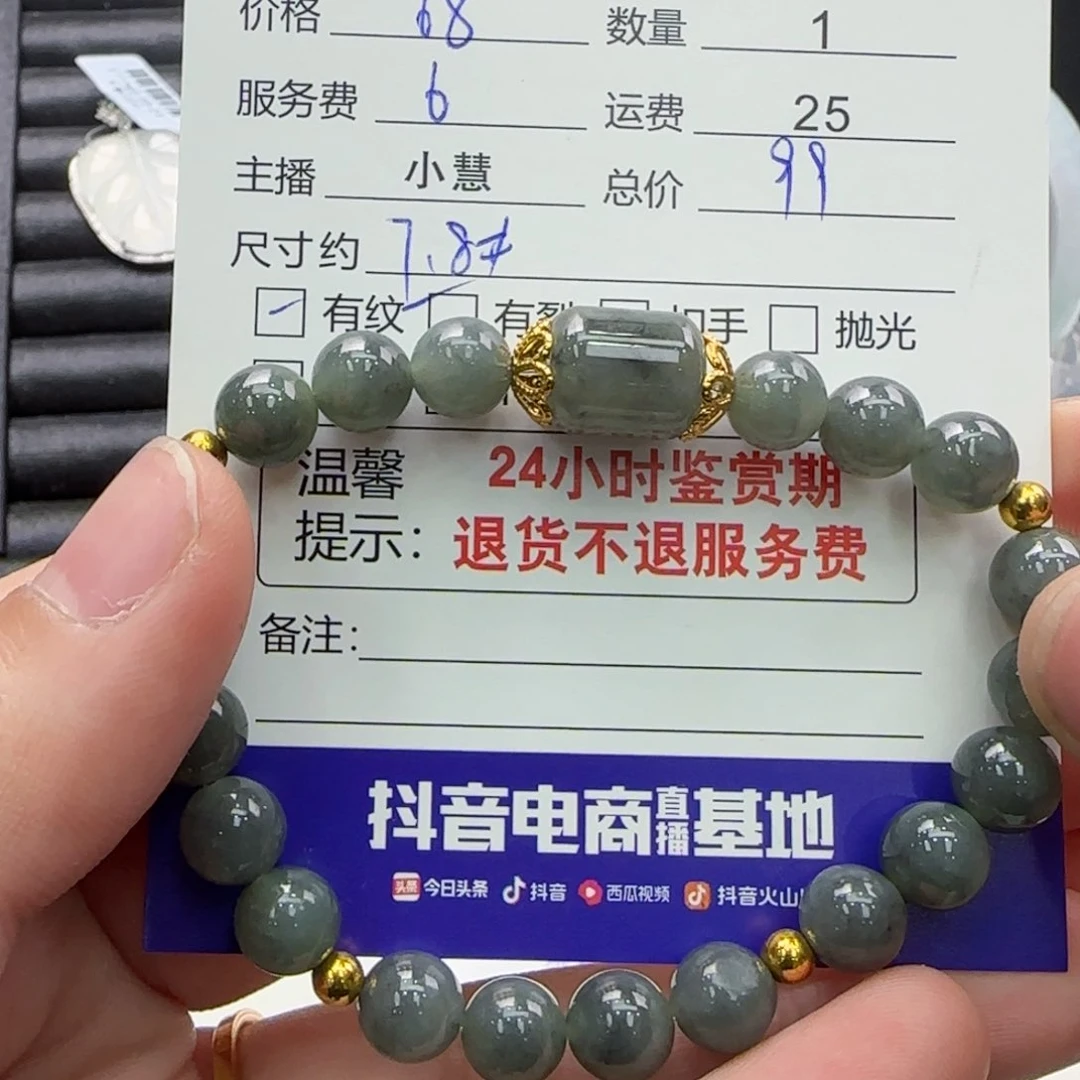 价格 68 数量 1
服务费 6 运费 25
主播 小慧 总价 99
尺寸约 7.8#
有纹 有裂 扣手 抛光
温馨 24小时鉴赏期
提示: 退货不退服务费
备注:
抖音电商直播基地
头条 今日头条 抖音 西瓜视频 抖音火山